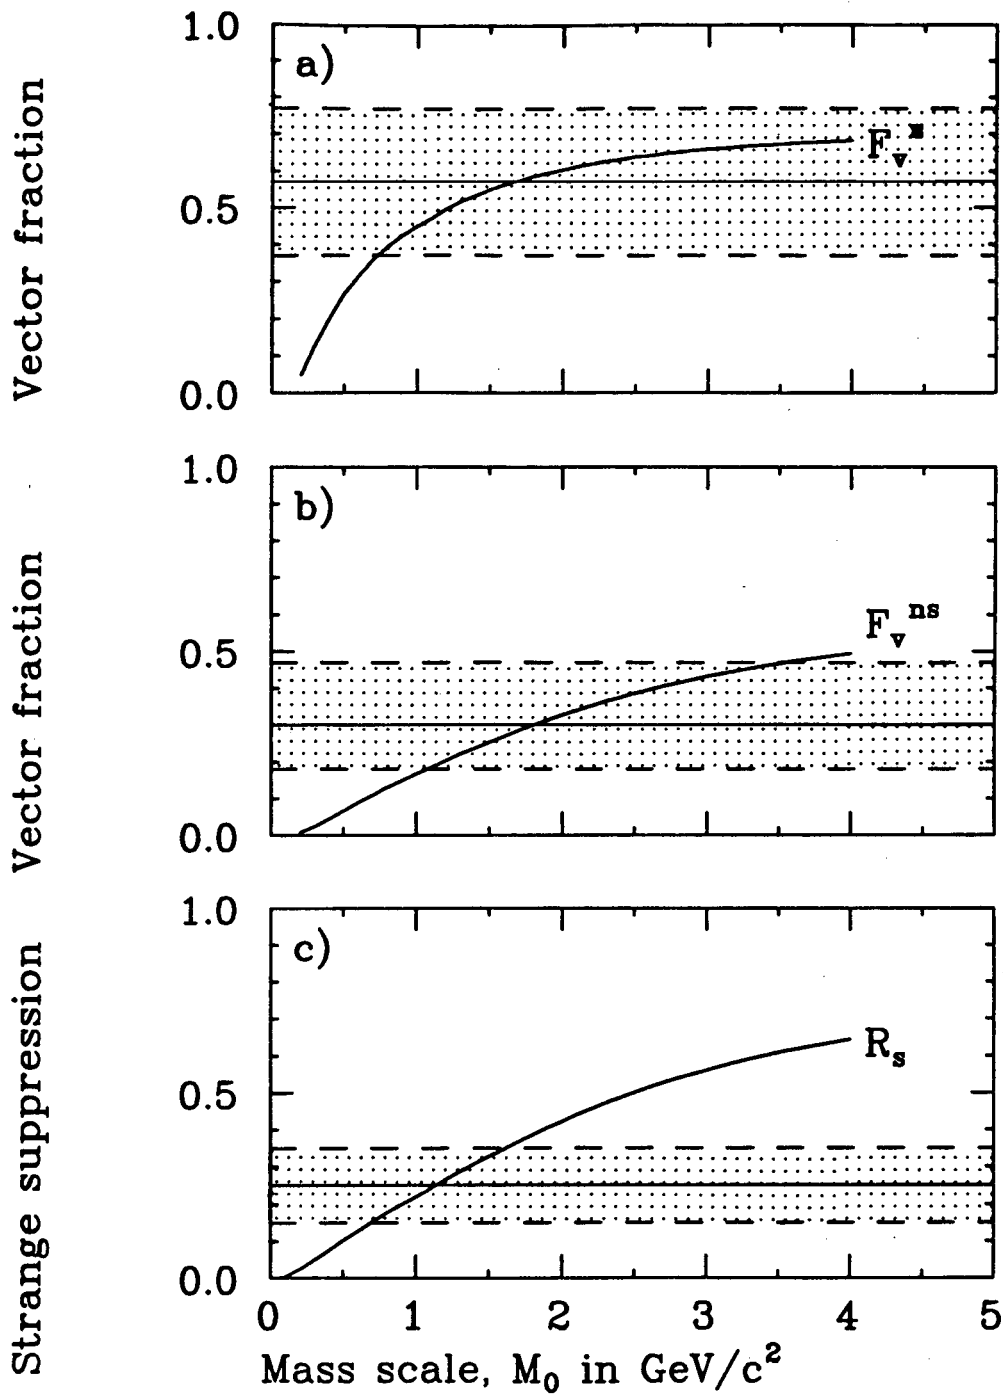 Vector fraction
1.0
a)
0.5
0.0
F_v
Vector fraction
1.0
b)
0.5
0.0
F_v^ns
Strange suppression
1.0
c)
0.5
0.0
R_s
0 1 2 3 4 5
Mass scale, M_0 in GeV/c^2